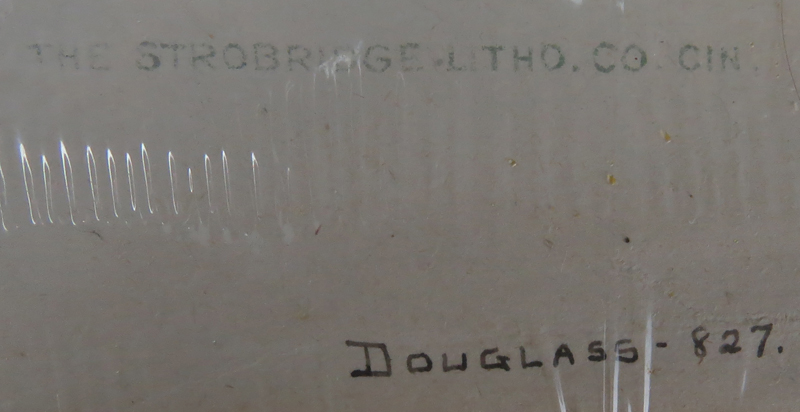 THE STROBRIDGE LITHO. CO. CIN.
DOUGLASS - 827.